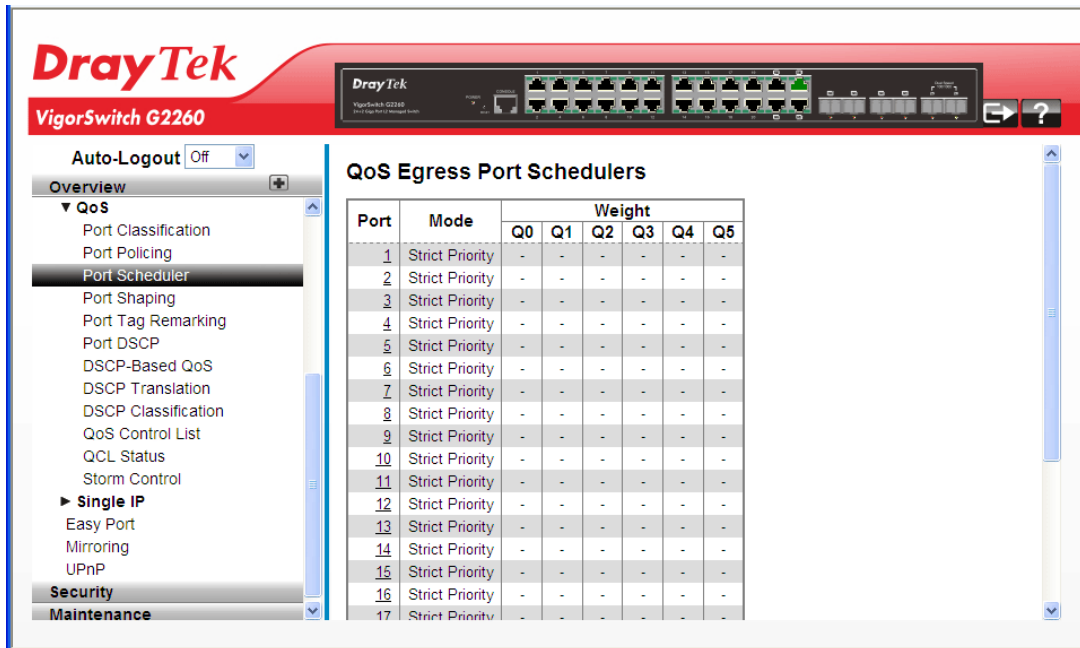 DrayTek
VigorSwitch G2260
DrayTek
VigorSwitch G2260
POWER
CONSOLE
?
Auto-Logout Off
Overview
▼ QoS
Port Classification
Port Policing
Port Scheduler
Port Shaping
Port Tag Remarking
Port DSCP
DSCP-Based QoS
DSCP Translation
DSCP Classification
QoS Control List
QCL Status
Storm Control
► Single IP
Easy Port
Mirroring
UPnP
Security
Maintenance
QoS Egress Port Schedulers
Port Mode Weight
Q0 Q1 Q2 Q3 Q4 Q5
1 Strict Priority - - - - - -
2 Strict Priority - - - - - -
3 Strict Priority - - - - - -
4 Strict Priority - - - - - -
5 Strict Priority - - - - - -
6 Strict Priority - - - - - -
7 Strict Priority - - - - - -
8 Strict Priority - - - - - -
9 Strict Priority - - - - - -
10 Strict Priority - - - - - -
11 Strict Priority - - - - - -
12 Strict Priority - - - - - -
13 Strict Priority - - - - - -
14 Strict Priority - - - - - -
15 Strict Priority - - - - - -
16 Strict Priority - - - - - -
17 Strict Priority - - - - - -